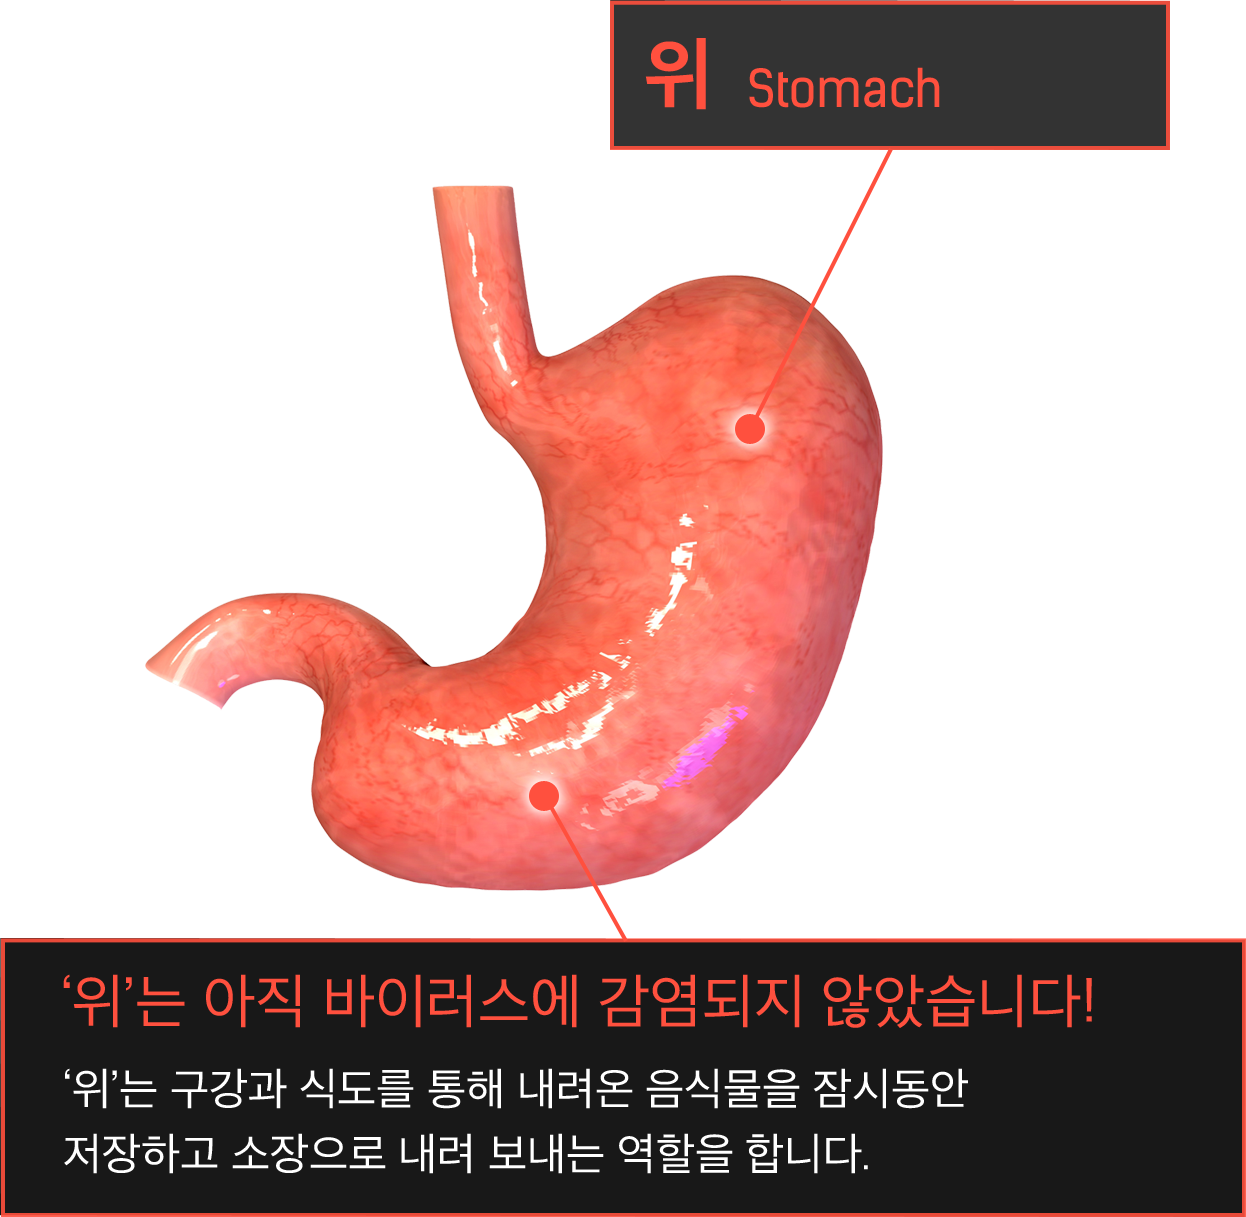 위 Stomach
‘위’는 아직 바이러스에 감염되지 않았습니다!
‘위’는 구강과 식도를 통해 내려온 음식물을 잠시동안
저장하고 소장으로 내려 보내는 역할을 합니다.